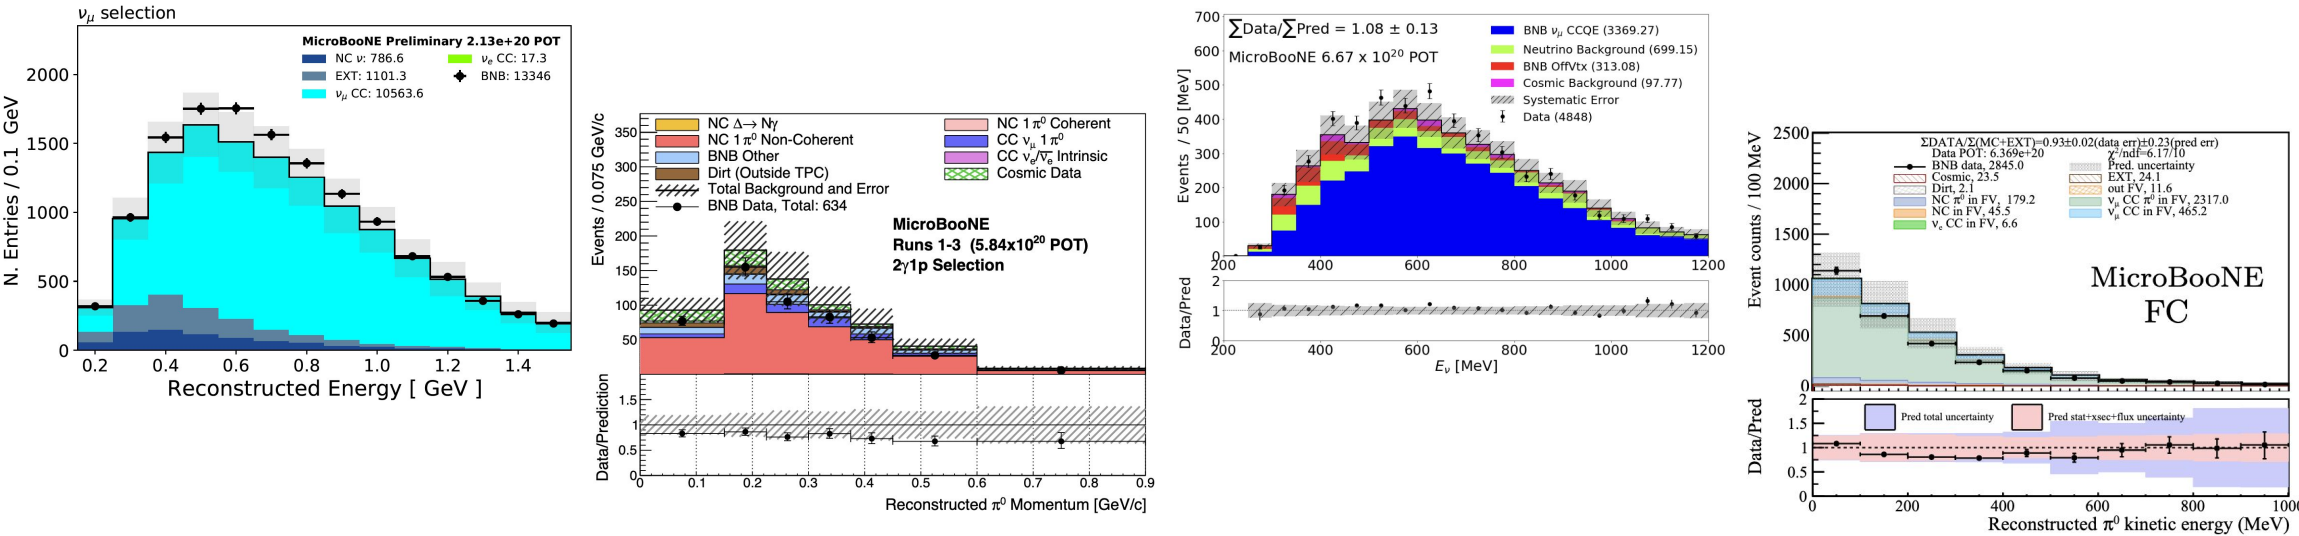 νμ selection
MicroBooNE Preliminary 2.13e+20 POT
NC ν: 786.6
νe CC: 17.3
EXT: 1101.3
BNB: 13346
νμ CC: 10563.6
N. Entries / 0.1 GeV
2000
1500
1000
500
0
0.2 0.4 0.6 0.8 1.0 1.2 1.4
Reconstructed Energy [ GeV ]
NC Δ→ Nγ
NC 1π⁰ Coherent
NC 1π⁰ Non-Coherent
CC νμ 1π⁰
BNB Other
CC νe/ν̅e Intrinsic
Dirt (Outside TPC)
Cosmic Data
Total Background and Error
BNB Data, Total: 634
MicroBooNE
Runs 1-3 (5.84x10²⁰ POT)
2γ1p Selection
Events / 0.075 GeV/c
350
300
250
200
150
100
50
Data/Prediction
1.5
1
0.5
0
0 0.1 0.2 0.3 0.4 0.5 0.6 0.7 0.8 0.9
Reconstructed π⁰ Momentum [GeV/c]
∑Data/∑Pred = 1.08 ± 0.13
MicroBooNE 6.67 x 10²⁰ POT
BNB νμ CCQE (3369.27)
Neutrino Background (699.15)
BNB OffVtx (313.08)
Cosmic Background (97.77)
Systematic Error
Data (4848)
Events / 50 [MeV]
700
600
500
400
300
200
100
0
200 400 600 800 1000 1200
Data/Pred
2
1
0
200 400 600 800 1000 1200
Eν [MeV]
ΣDATA/Σ(MC+EXT)=0.93±0.02(data err)±0.23(pred err)
Data POT: 6.369e+20
χ²/ndf=6.17/10
BNB data, 2845.0
Pred. uncertainty
Cosmic, 23.5
EXT, 24.1
Dirt, 2.1
out FV, 11.6
NC π⁰ in FV, 179.2
νμ CC π⁰ in FV, 2317.0
NC in FV, 45.5
νμ CC in FV, 465.2
νe CC in FV, 6.6
MicroBooNE
FC
Event counts / 100 MeV
2500
2000
1500
1000
500
0
Pred total uncertainty
Pred stat+xsec+flux uncertainty
Data/Pred
2
1.5
1
0.5
0
0 200 400 600 800 1000
Reconstructed π⁰ kinetic energy (MeV)